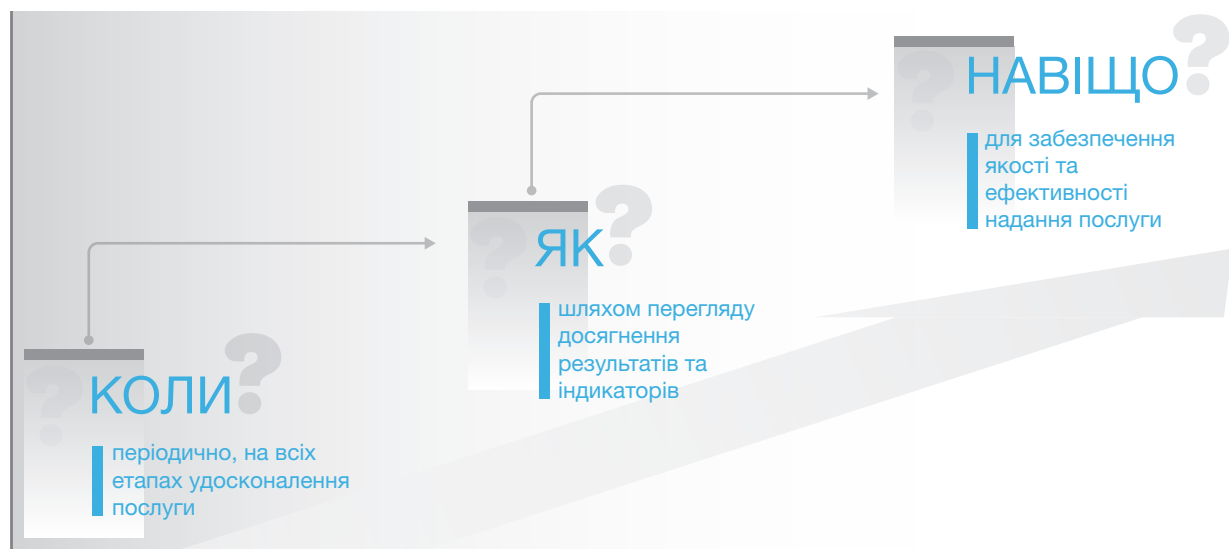 КОЛИ?
періодично, на всіх
етапах удосконалення
послуги
ЯК?
шляхом перегляду
досягнення
результатів та
індикаторів
НАВІЩО?
для забезпечення
якості та
ефективності
надання послуги